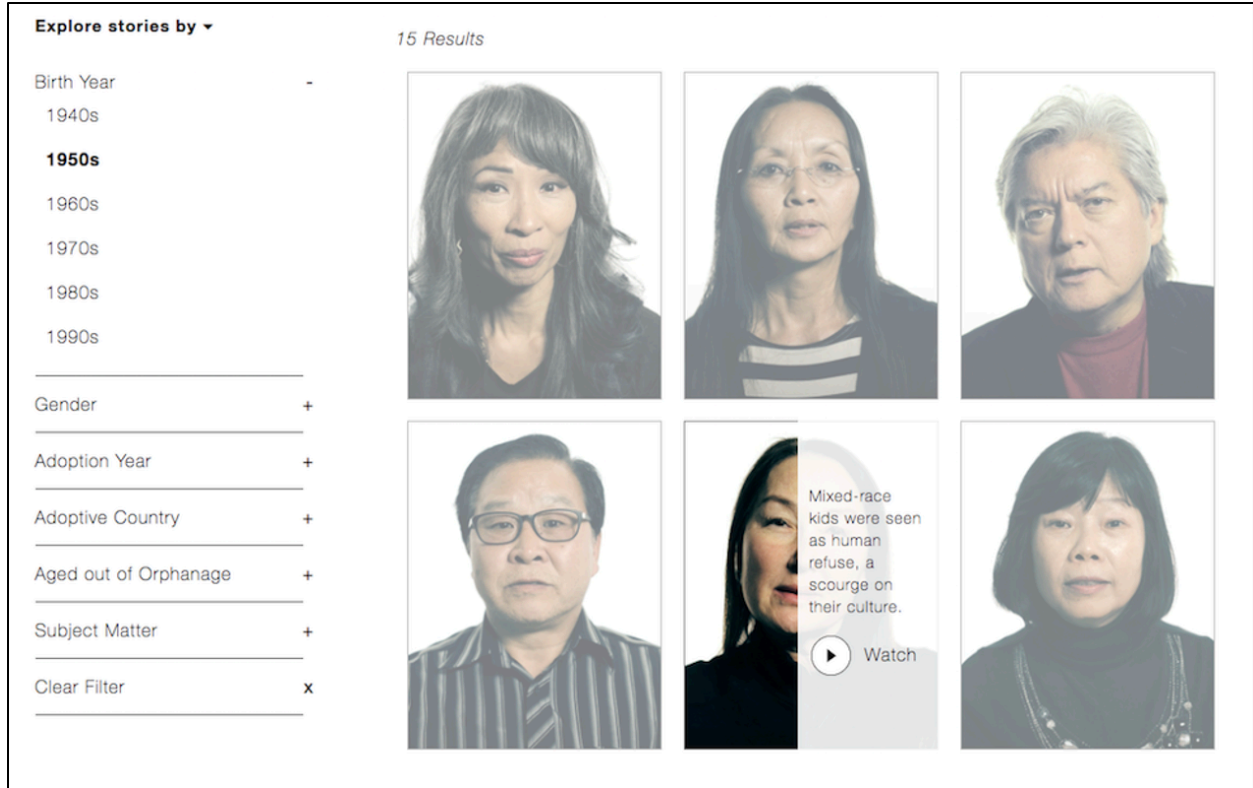 Explore stories by
15 Results
Birth Year -
1940s
1950s
1960s
1970s
1980s
1990s
Gender +
Adoption Year +
Adoptive Country +
Aged out of Orphanage +
Subject Matter +
Clear Filter x
Mixed-race
kids were seen
as human
refuse, a
scourge on
their culture.
Watch